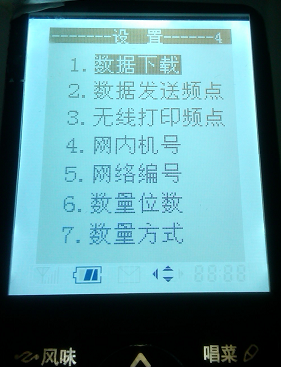 -------设 置------4
1.数据下载
2.数据发送频点
3.无线打印频点
4.网内机号
5.网络编号
6.数量位数
7.数量方式
88:88
风味
唱菜